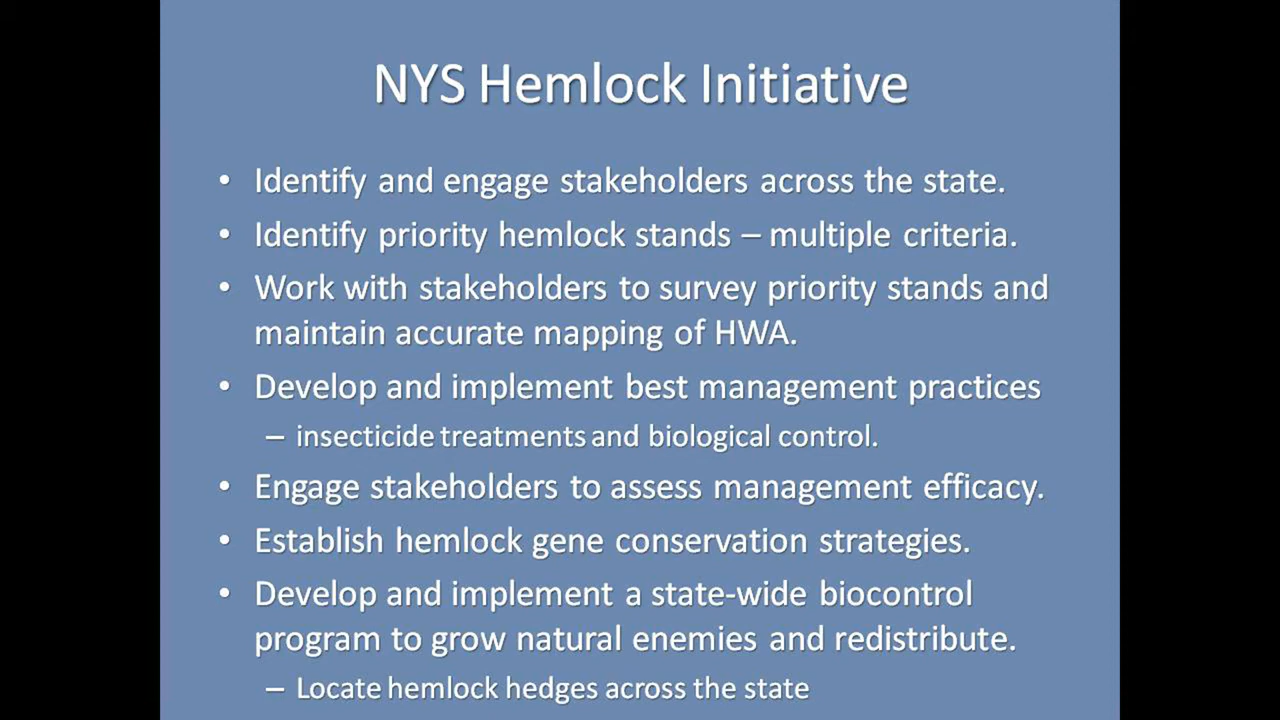 NYS Hemlock Initiative
• Identify and engage stakeholders across the state.
• Identify priority hemlock stands – multiple criteria.
• Work with stakeholders to survey priority stands and
maintain accurate mapping of HWA.
• Develop and implement best management practices
– insecticide treatments and biological control.
• Engage stakeholders to assess management efficacy.
• Establish hemlock gene conservation strategies.
• Develop and implement a state-wide biocontrol
program to grow natural enemies and redistribute.
– Locate hemlock hedges across the state